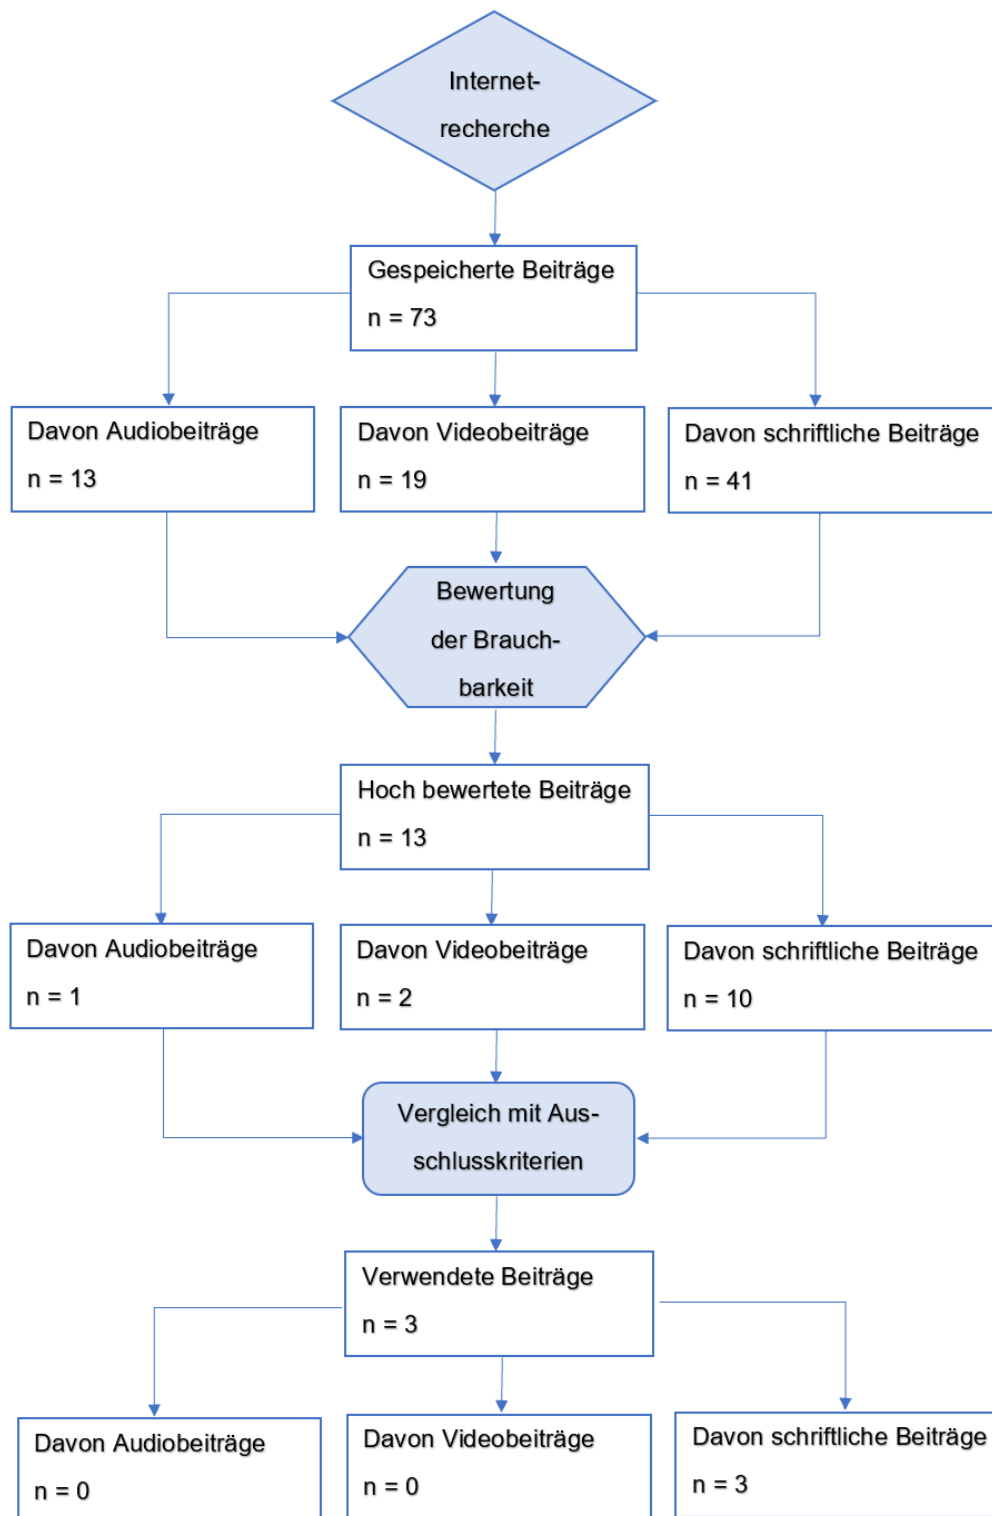 Internet-
recherche
Gespeicherte Beiträge
n = 73
Davon Audiobeiträge
n = 13
Davon Videobeiträge
n = 19
Davon schriftliche Beiträge
n = 41
Bewertung
der Brauch-
barkeit
Hoch bewertete Beiträge
n = 13
Davon Audiobeiträge
n = 1
Davon Videobeiträge
n = 2
Davon schriftliche Beiträge
n = 10
Vergleich mit Aus-
schlusskriterien
Verwendete Beiträge
n = 3
Davon Audiobeiträge
n = 0
Davon Videobeiträge
n = 0
Davon schriftliche Beiträge
n = 3